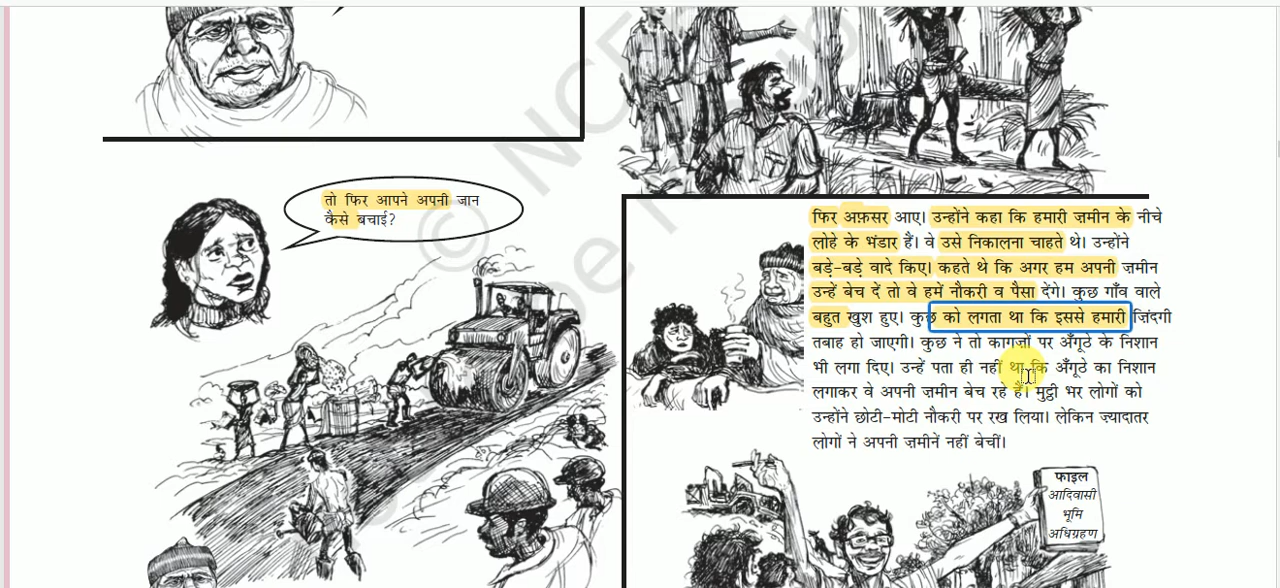 तो फिर आपने अपनी जान
कैसे बचाई?
फिर अफ़सर आए। उन्होंने कहा कि हमारी ज़मीन के नीचे
लोहे के भंडार हैं। वे उसे निकालना चाहते थे। उन्होंने
बड़े-बड़े वादे किए। कहते थे कि अगर हम अपनी ज़मीन
उन्हें बेच दें तो वे हमें नौकरी व पैसा देंगे। कुछ गाँव वाले
बहुत खुश हुए। कुछ को लगता था कि इससे हमारी ज़िंदगी
तबाह हो जाएगी। कुछ ने तो कागज़ों पर अँगूठे के निशान
भी लगा दिए। उन्हें पता ही नहीं था कि अँगूठे का निशान
लगाकर वे अपनी ज़मीन बेच रहे हैं। मुट्ठी भर लोगों को
उन्होंने छोटी-मोटी नौकरी पर रख लिया। लेकिन ज़्यादातर
लोगों ने अपनी ज़मीनें नहीं बेचीं।
फाइल
आदिवासी
भूमि
अधिग्रहण